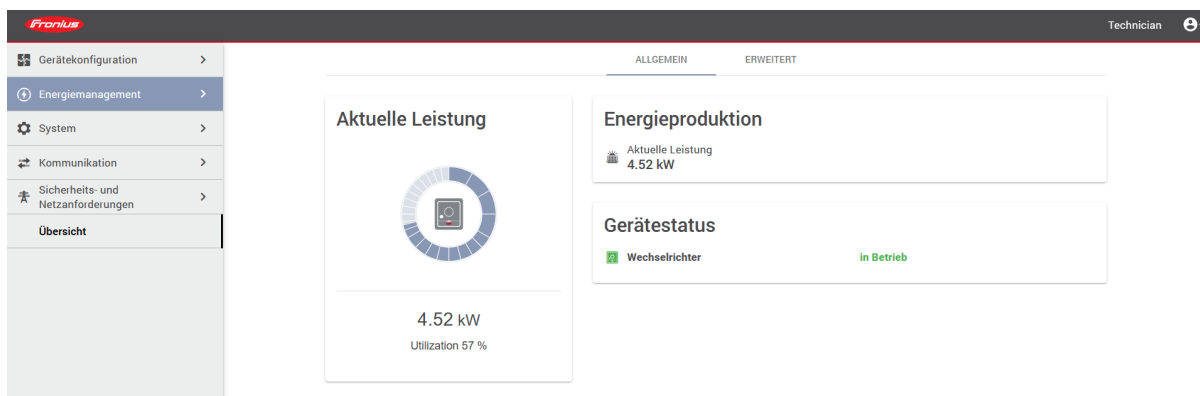 Fronius
Technician
Gerätekonfiguration
Energiemanagement
System
Kommunikation
Sicherheits- und
Netzanforderungen
Übersicht
ALLGEMEIN ERWEITERT
Aktuelle Leistung
4.52 kW
Utilization 57 %
Energieproduktion
Aktuelle Leistung
4.52 kW
Gerätestatus
Wechselrichter in Betrieb